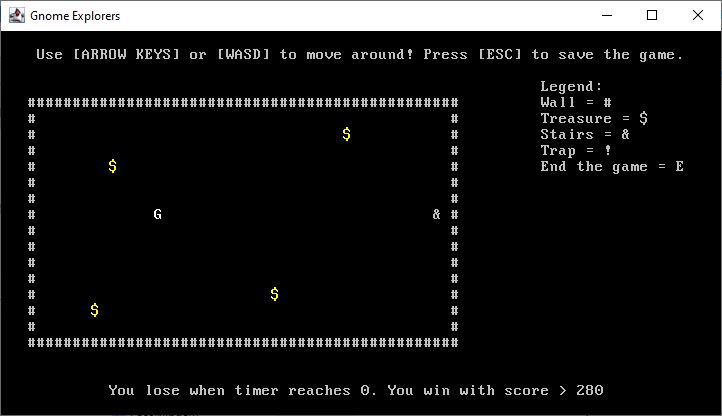 Gnome Explorers
Use [ARROW KEYS] or [WASD] to move around! Press [ESC] to save the game.
Legend:
Wall = #
Treasure = $
Stairs = &
Trap = !
End the game = E
################################################
#                                              #
#                                  $           #
#                                              #
#        $                                     #
#                                              #
#                                              #
#             G                              & #
#                                              #
#                                              #
#                                              #
#                                              #
#                          $                   #
#      $                                       #
#                                              #
################################################
You lose when timer reaches 0. You win with score > 280